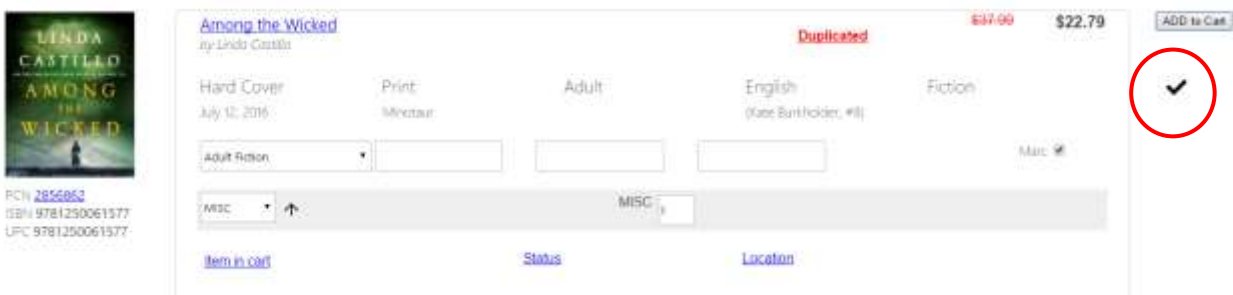 LINDA
CASTILLO
AMONG
THE
WICKED
PCN 2856862
ISBN 9781250061577
UPC 9781250061577
Among the Wicked
by Linda Castillo
Duplicated
$37.99 $22.79
ADD to Cart
Hard Cover Print Adult English Fiction
July 12, 2016 Minotaur (Kate Burkholder, #8)
Adult Fiction
Marc
MISC MISC
Item in cart Status Location